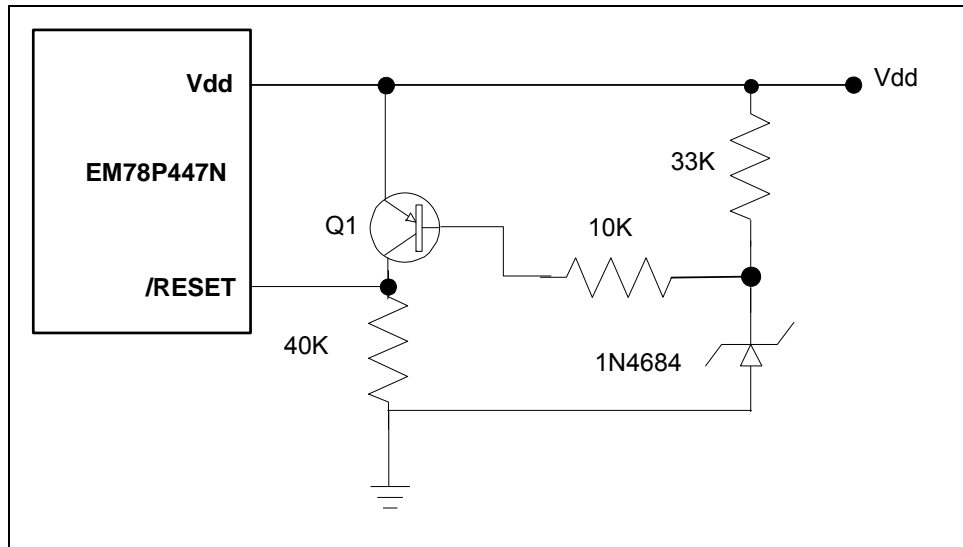 Vdd
Vdd
EM78P447N
33K
Q1
10K
/RESET
40K
1N4684